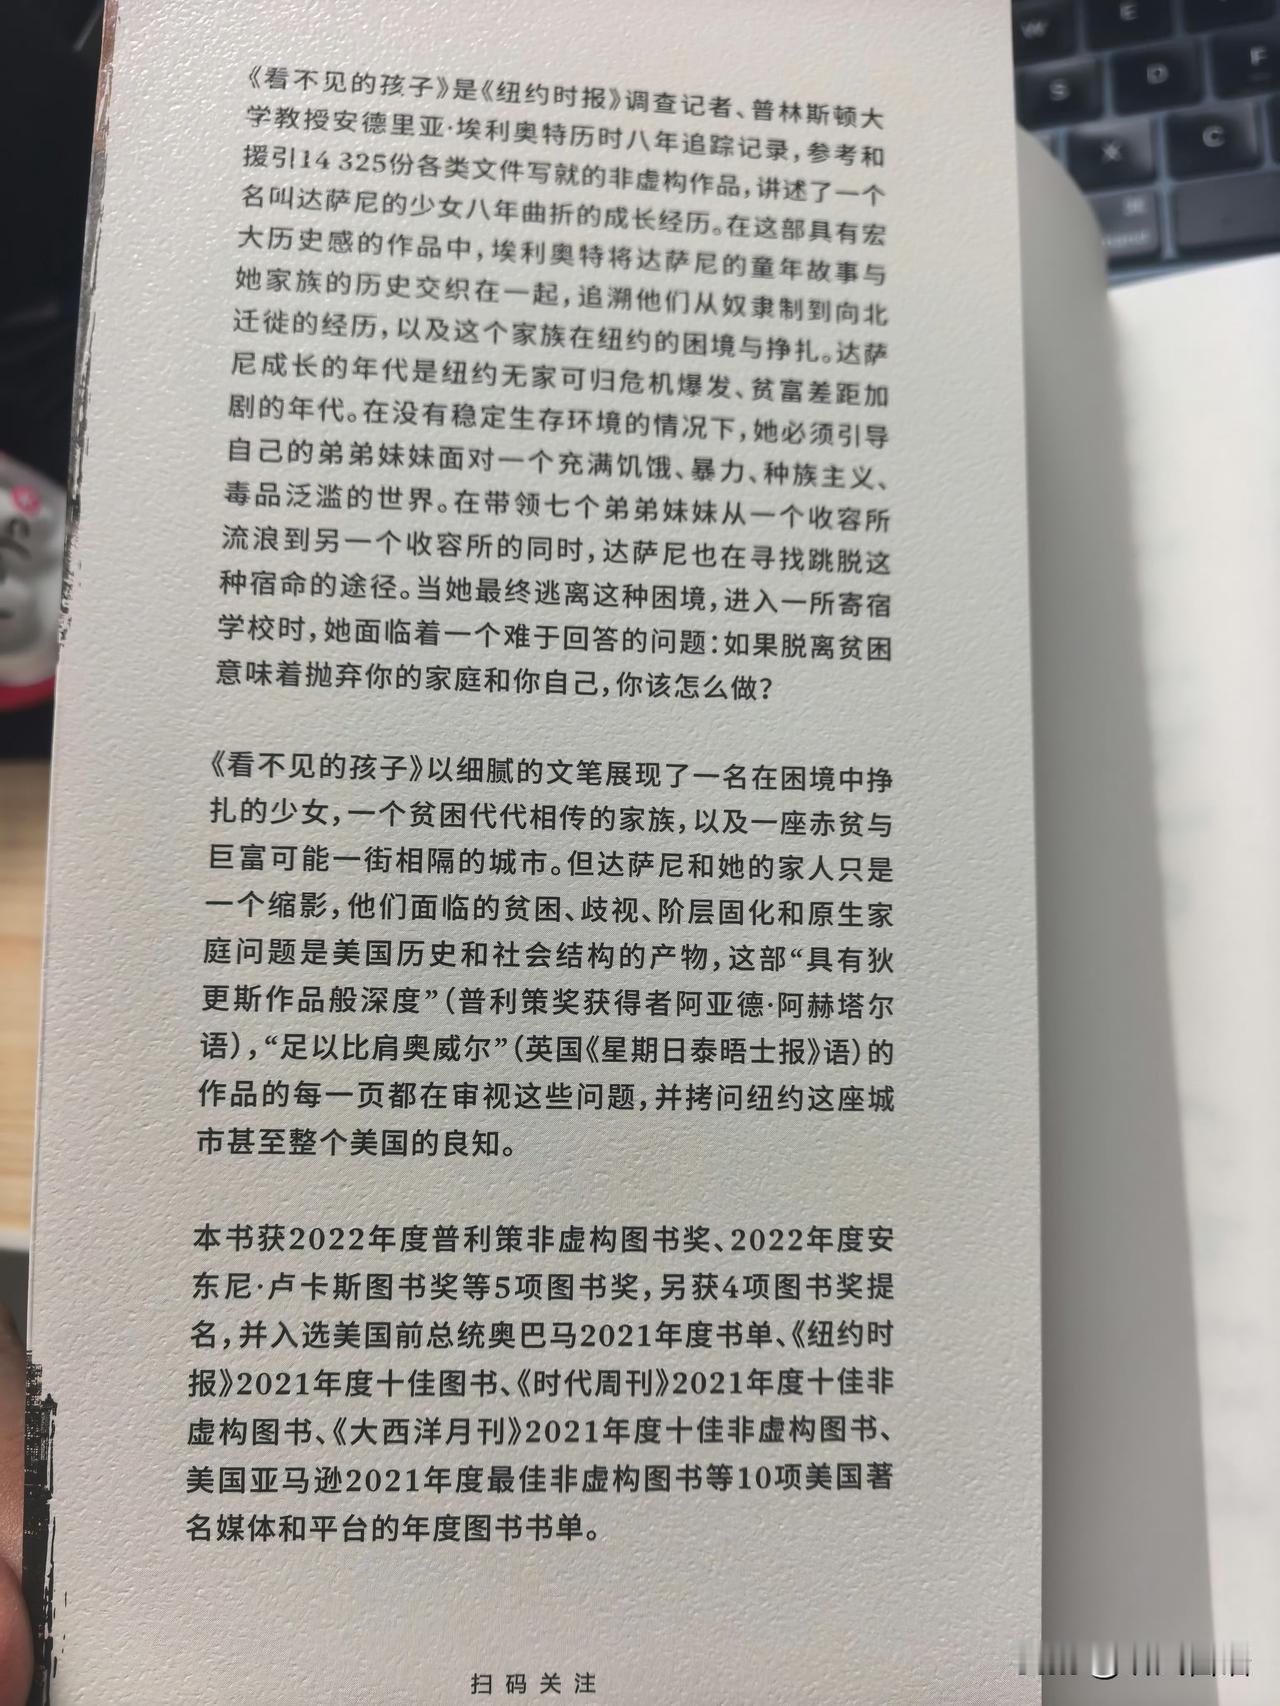 《看不见的孩子》是《纽约时报》调查记者、普林斯顿大
学教授安德里亚·埃利奥特历时八年追踪记录，参考和
援引14 325份各类文件写就的非虚构作品，讲述了一个
名叫达萨尼的少女八年曲折的成长经历。在这部具有宏
大历史感的作品中，埃利奥特将达萨尼的童年故事与
她家族的历史交织在一起，追溯他们从奴隶制到向北
迁徙的经历，以及这个家族在纽约的困境与挣扎。达萨
尼成长的年代是纽约无家可归危机爆发、贫富差距加
剧的年代。在没有稳定生存环境的情况下，她必须引导
自己的弟弟妹妹面对一个充满饥饿、暴力、种族主义、
毒品泛滥的世界。在带领七个弟弟妹妹从一个收容所
流浪到另一个收容所的同时，达萨尼也在寻找跳脱这
种宿命的途径。当她最终逃离这种困境，进入一所寄宿
学校时，她面临着一个难于回答的问题：如果脱离贫困
意味着抛弃你的家庭和你自己，你该怎么做？
《看不见的孩子》以细腻的文笔展现了一名在困境中挣
扎的少女，一个贫困代代相传的家族，以及一座赤贫与
巨富可能一街相隔的城市。但达萨尼和她的家人只是
一个缩影，他们面临的贫困、歧视、阶层固化和原生家
庭问题是美国历史和社会结构的产物，这部“具有狄
更斯作品般深度”（普利策奖获得者阿亚德·阿赫塔尔
语），“足以比肩奥威尔”（英国《星期日泰晤士报》语）的
作品的每一页都在审视这些问题，并拷问纽约这座城
市甚至整个美国的良知。
本书获2022年度普利策非虚构图书奖、2022年度安
东尼·卢卡斯图书奖等5项图书奖，另获4项图书奖提
名，并入选美国前总统奥巴马2021年度书单、《纽约时
报》2021年度十佳图书、《时代周刊》2021年度十佳非
虚构图书、《大西洋月刊》2021年度十佳非虚构图书、
美国亚马逊2021年度最佳非虚构图书等10项美国著
名媒体和平台的年度图书书单。
扫码关注
W
E
S
D
F
X
C
⌘